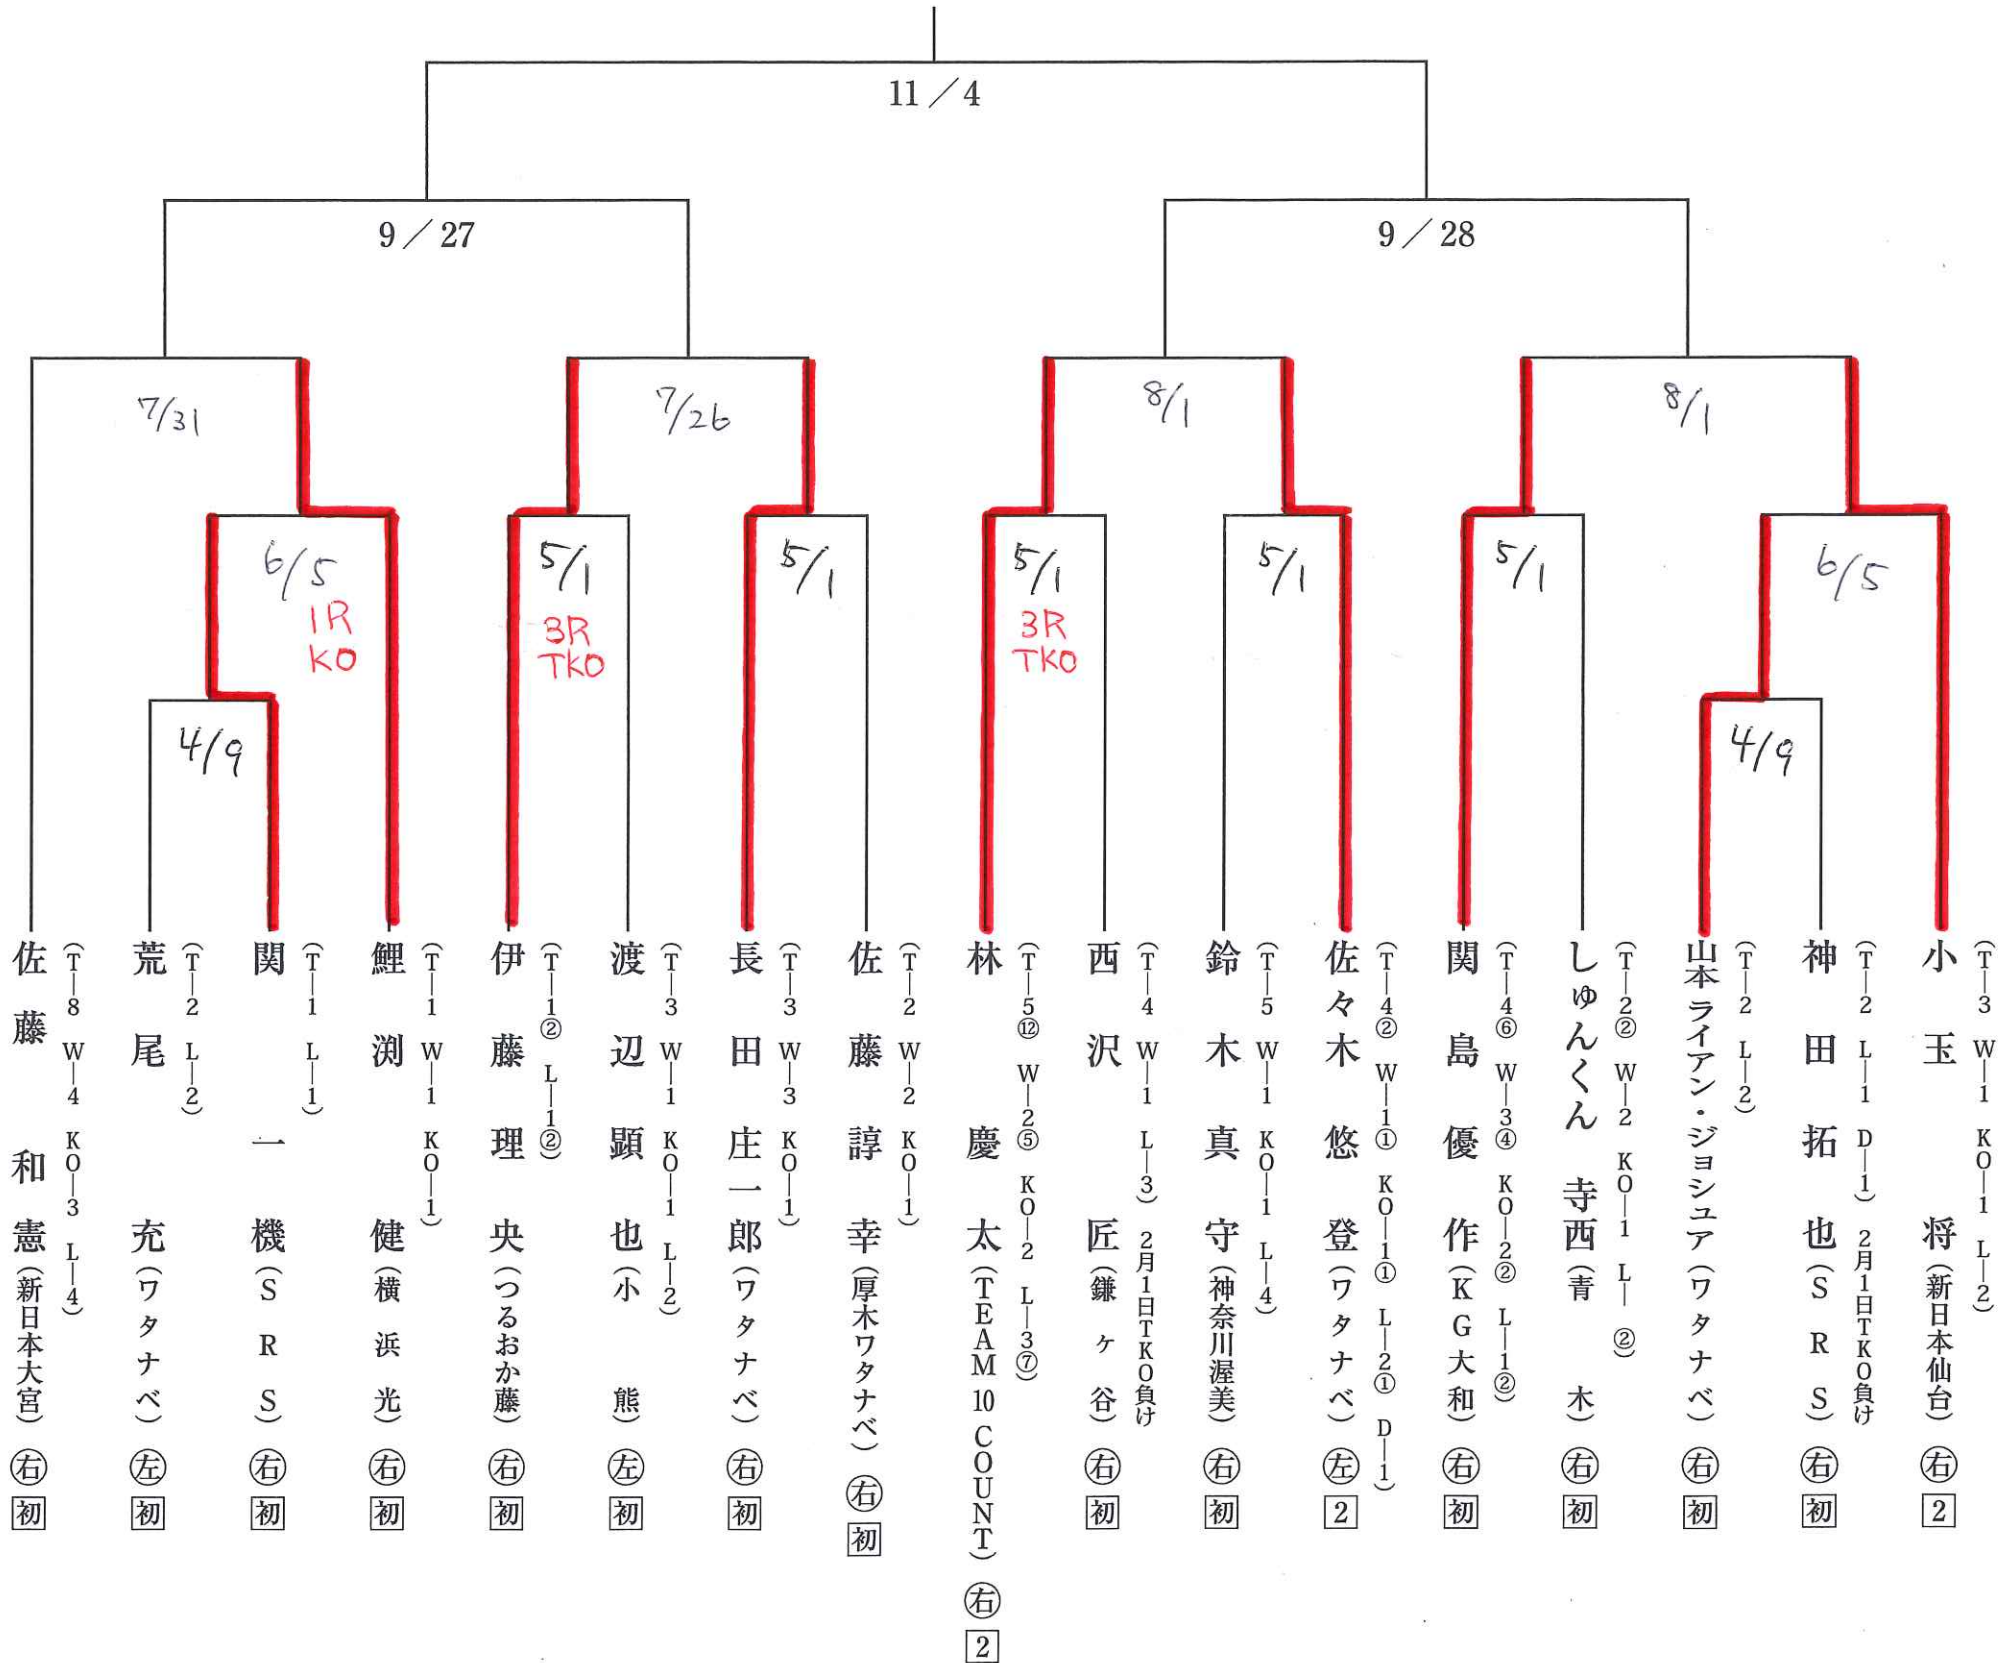 11／4
9／27
9／28
7/31
7/26
8/1
8/1
6/5
1R
KO
5/1
3R
TKO
5/1
5/1
3R
TKO
5/1
5/1
6/5
4/9
4/9
佐藤和憲（新日本大宮）㊨ 初
（T―8 W―4 KO―3 L―4）
荒尾充（ワタナベ）㊧ 初
（T―2 L―2）
関一機（SRS）㊨ 初
（T―1 L―1）
鯉渕健（横浜光）㊨ 初
（T―1 W―1 KO―1）
伊藤理央（つるおか藤）㊨ 初
（T―1② L―1②）
渡辺顕也（小熊）㊧ 初
（T―3 W―1 KO―1 L―2）
長田庄一郎（ワタナベ）㊨ 初
（T―3 W―3 KO―1）
佐藤諄幸（厚木ワタナベ）㊨ 初
（T―2 W―2 KO―1）
林慶太（TEAM 10 COUNT）㊨ 2
（T―5⑫ W―2⑤ KO―2 L―3⑦）
西沢匠（鎌ヶ谷）㊨ 初
（T―4 W―1 L―3）2月1日TKO負け
鈴木真守（神奈川渥美）㊨ 初
（T―5 W―1 KO―1 L―4）
佐々木悠登（ワタナベ）㊧ 2
（T―4② W―1① KO―1① L―2① D―1）
関島優作（KG大和）㊨ 初
（T―4⑥ W―3④ KO―2② L―1②）
しゅんくん 寺西（青木）㊨ 初
（T―2② W―2 KO―1 L― ②）
山本ライアン・ジョシュア（ワタナベ）㊨ 初
（T―2 L―2）
神田拓也（SRS）㊨ 初
（T―2 L―1 D―1）2月1日TKO負け
小玉将（新日本仙台）㊨ 2
（T―3 W―1 KO―1 L―2）